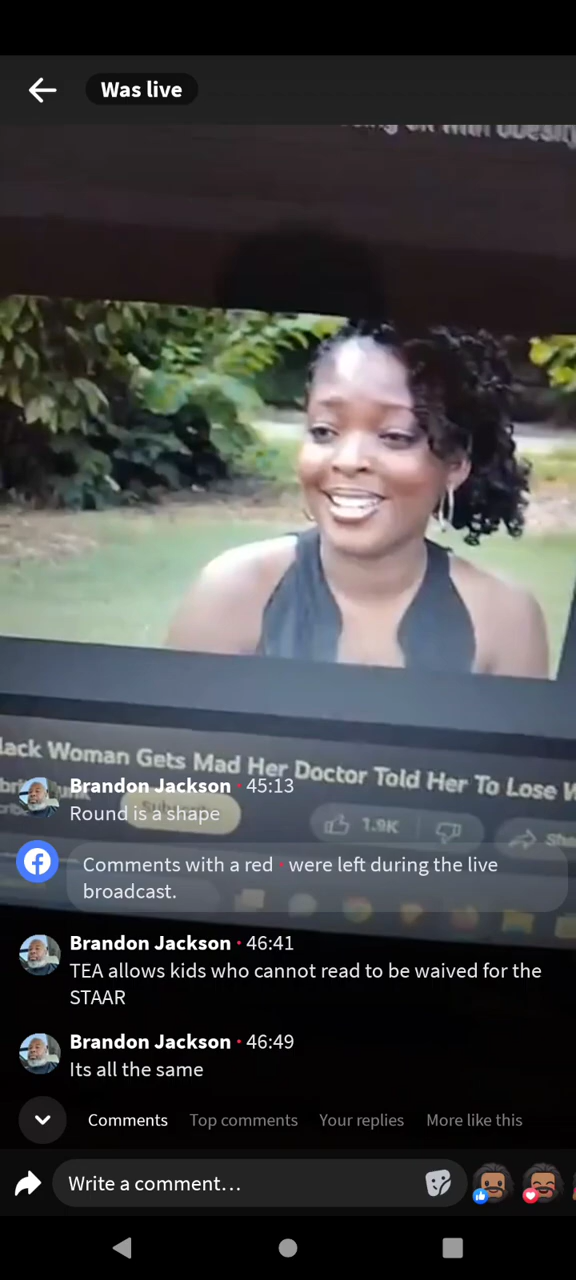 Was live
with obesity
lack Woman Gets Mad Her Doctor Told Her To Lose W
Brandon Jackson · 45:13
Round is a shape
1.9K
Sha
Comments with a red · were left during the live
broadcast.
Brandon Jackson · 46:41
TEA allows kids who cannot read to be waived for the
STAAR
Brandon Jackson · 46:49
Its all the same
Comments Top comments Your replies More like this
Write a comment…